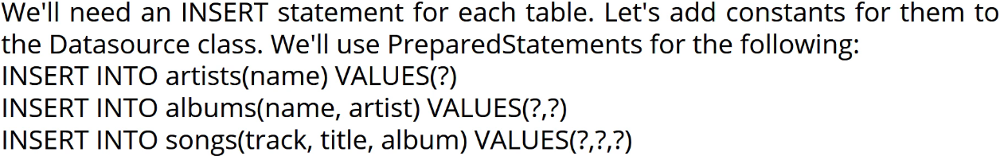 We'll need an INSERT statement for each table. Let's add constants for them to
the Datasource class. We'll use PreparedStatements for the following:
INSERT INTO artists(name) VALUES(?)
INSERT INTO albums(name, artist) VALUES(?,?)
INSERT INTO songs(track, title, album) VALUES(?,?,?)